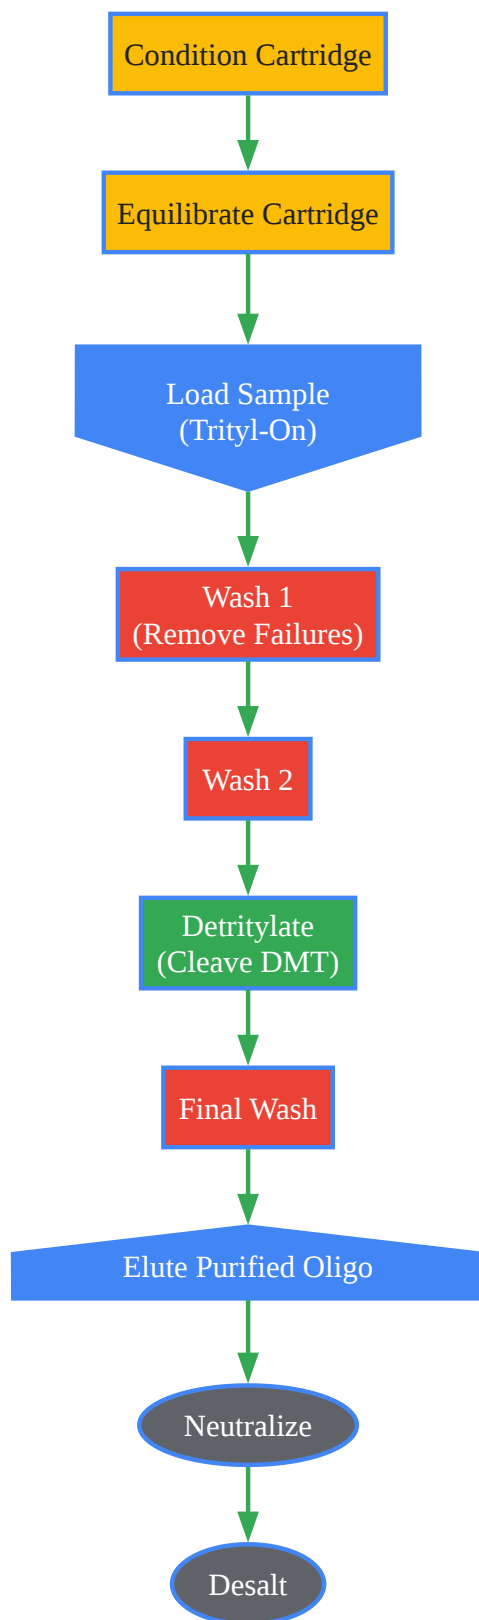 Condition Cartridge
Equilibrate Cartridge
Load Sample
(Trityl-On)
Wash 1
(Remove Failures)
Wash 2
Detritylate
(Cleave DMT)
Final Wash
Elute Purified Oligo
Neutralize
Desalt